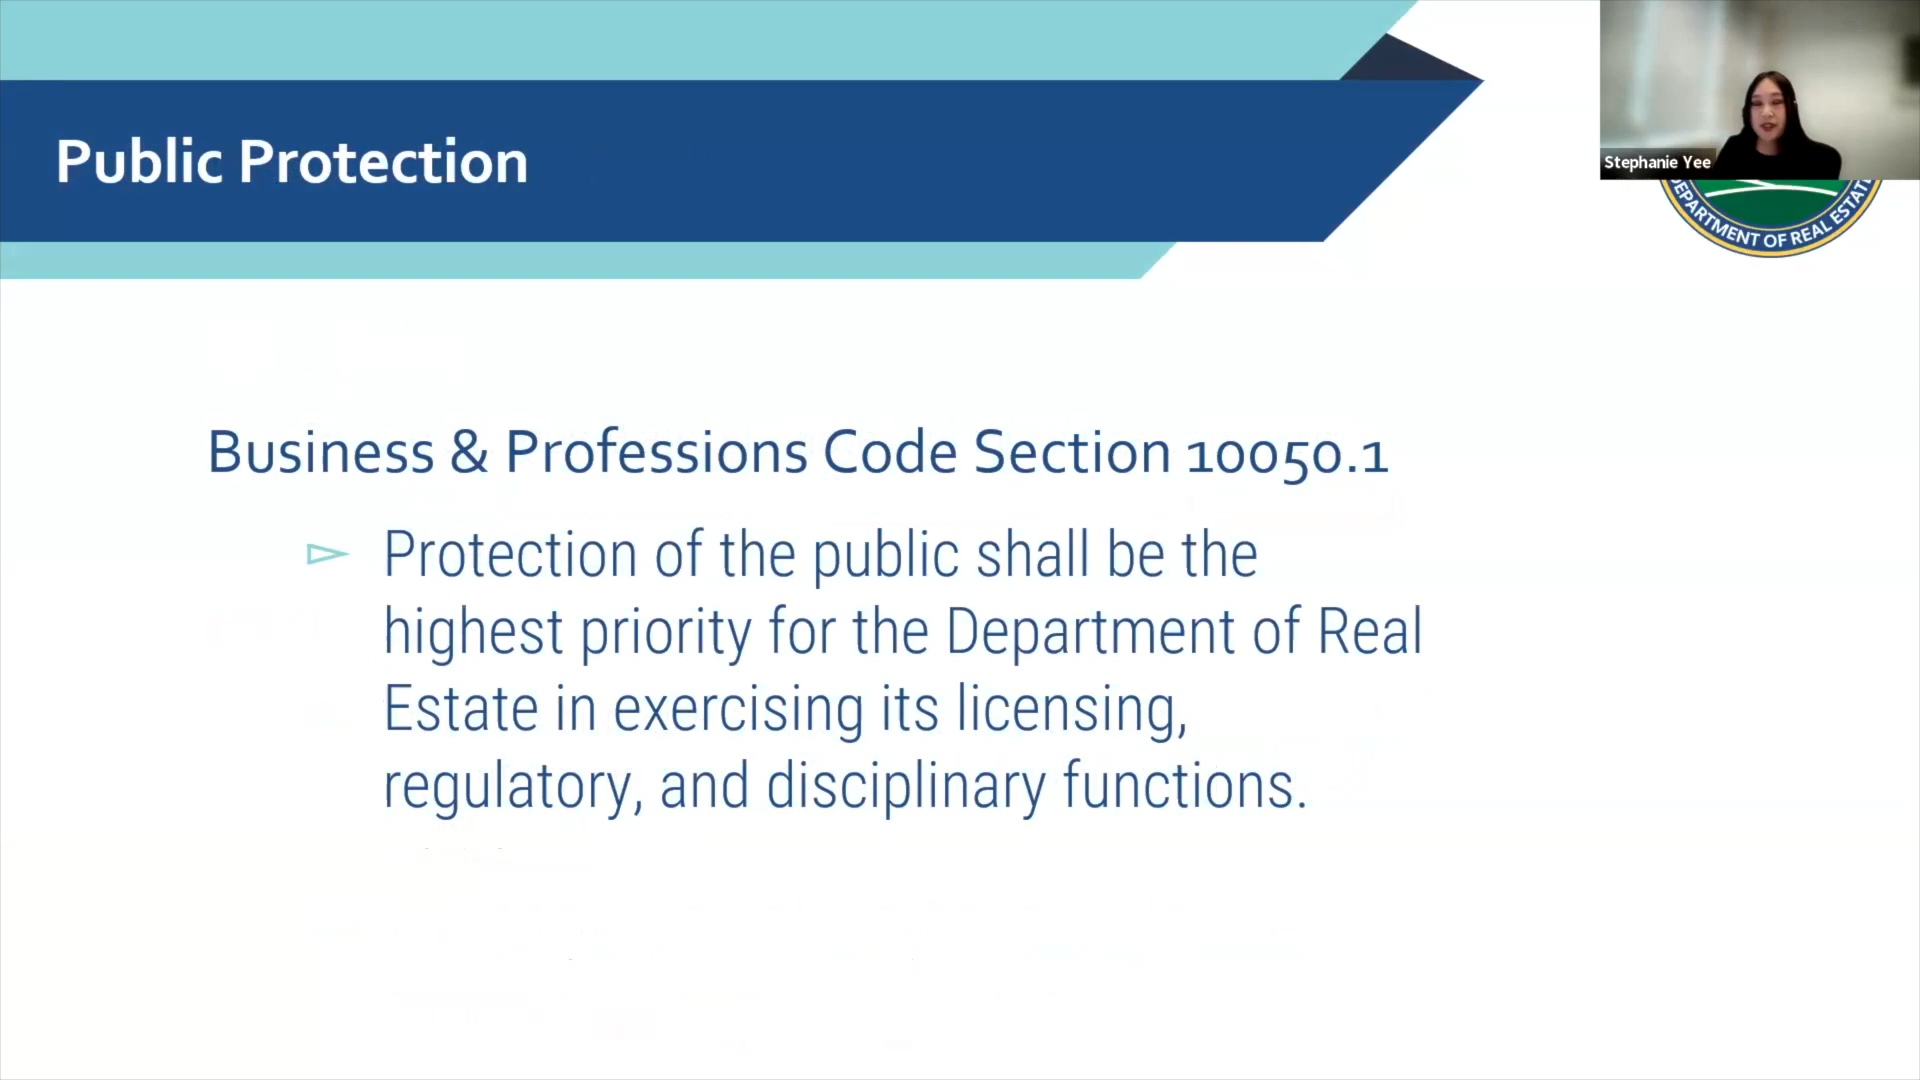 Public Protection
Stephanie Yee
DEPARTMENT OF REAL ESTATE
Business & Professions Code Section 10050.1
Protection of the public shall be the
highest priority for the Department of Real
Estate in exercising its licensing,
regulatory, and disciplinary functions.